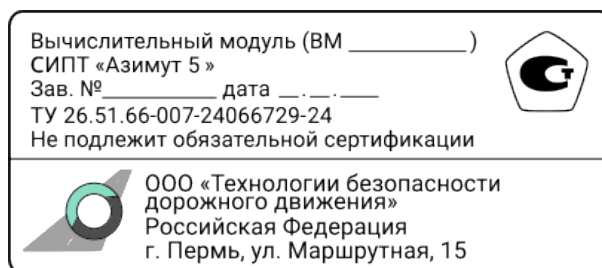 Вычислительный модуль (ВМ ___________ )
СИПТ «Азимут 5 »
Зав. №___________ дата __.__.____
ТУ 26.51.66-007-24066729-24
Не подлежит обязательной сертификации
ООО «Технологии безопасности
дорожного движения»
Российская Федерация
г. Пермь, ул. Маршрутная, 15